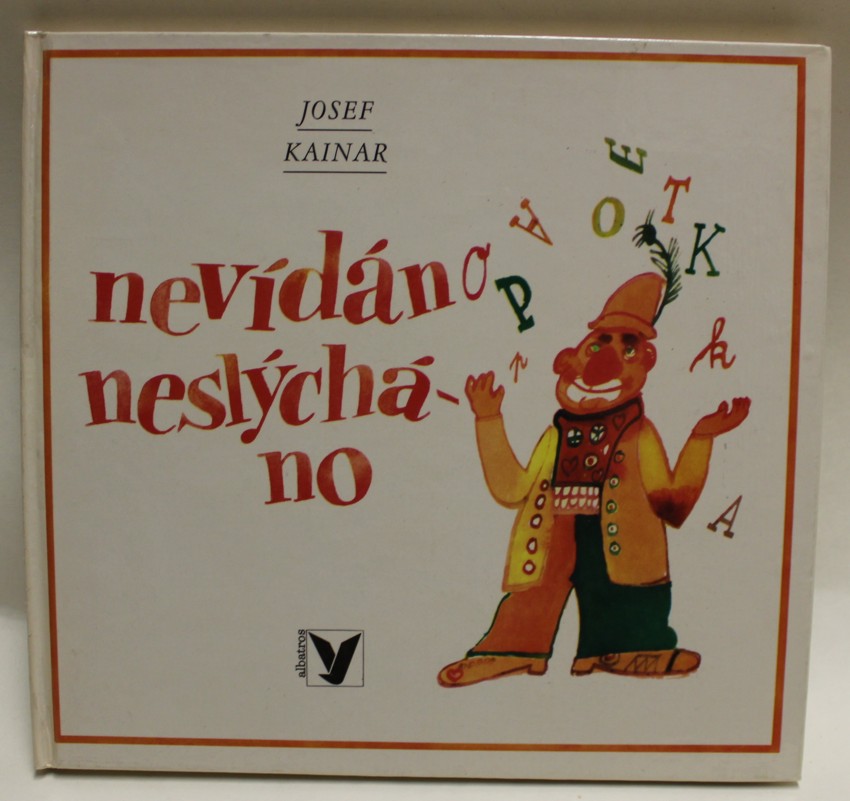 JOSEF
KAINAR
nevídáno
neslýchá-
no
r
P
A
O
E
T
K
k
A
albatros